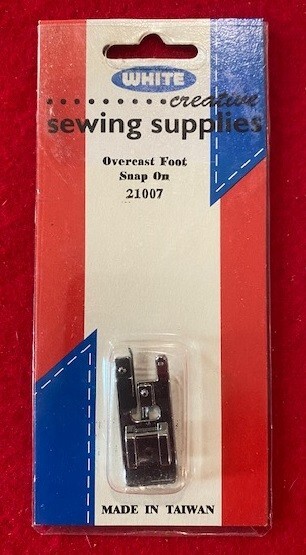 WHITE
creative
sewing supplies
Overcast Foot
Snap On
21007
MADE IN TAIWAN